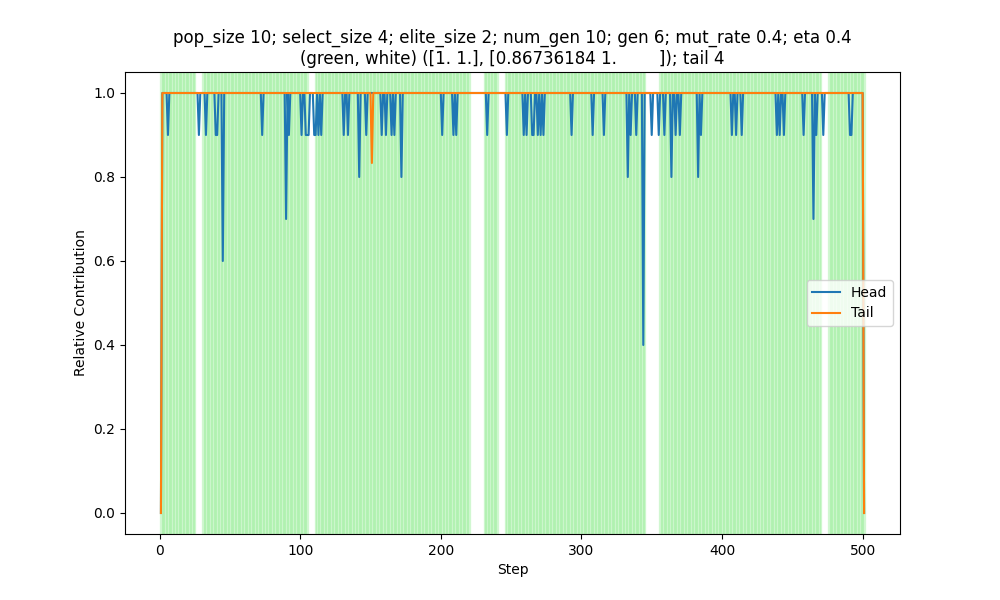 pop_size 10; select_size 4; elite_size 2; num_gen 10; gen 6; mut_rate 0.4; eta 0.4
(green, white) ([1. 1.], [0.86736184 1.        ]); tail 4
1.0
0.8
0.6
0.4
0.2
0.0
Relative Contribution
Head
Tail
0
100
200
300
400
500
Step